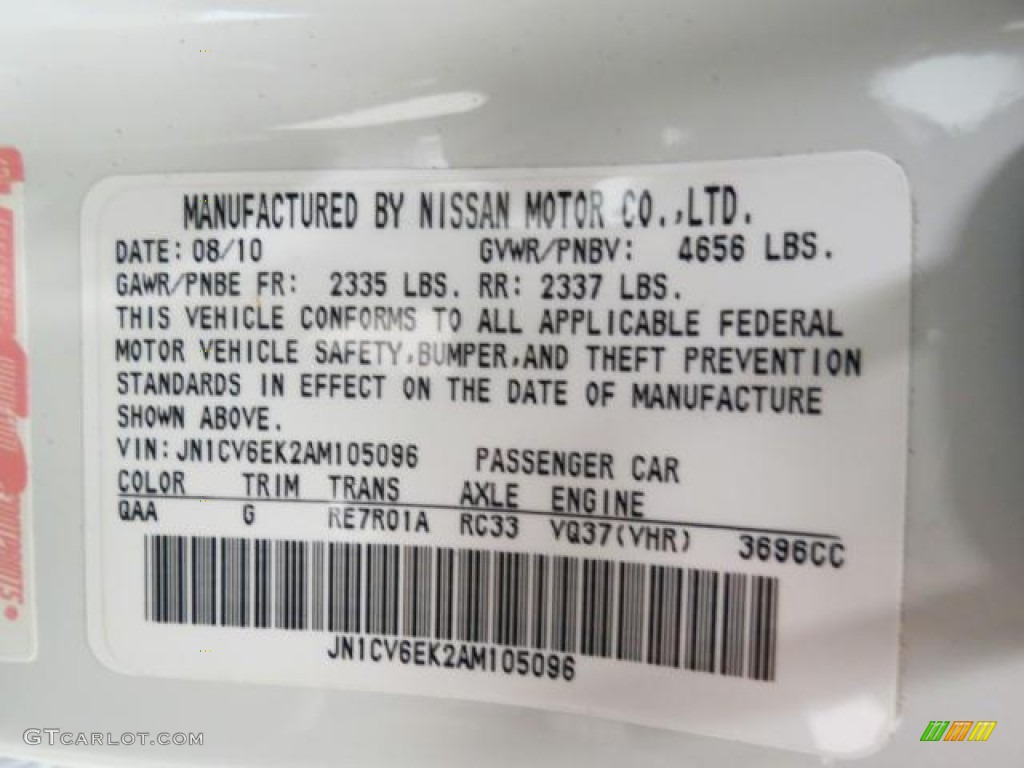 MANUFACTURED BY NISSAN MOTOR CO.,LTD.
DATE: 08/10 GVWR/PNBV: 4656 LBS.
GAWR/PNBE FR: 2335 LBS. RR: 2337 LBS.
THIS VEHICLE CONFORMS TO ALL APPLICABLE FEDERAL
MOTOR VEHICLE SAFETY,BUMPER,AND THEFT PREVENTION
STANDARDS IN EFFECT ON THE DATE OF MANUFACTURE
SHOWN ABOVE.
VIN: JN1CV6EK2AM105096 PASSENGER CAR
COLOR TRIM TRANS AXLE ENGINE
QAA G RE7R01A RC33 VQ37(VHR) 3696CC
JN1CV6EK2AM105096
GTCARLOT.COM